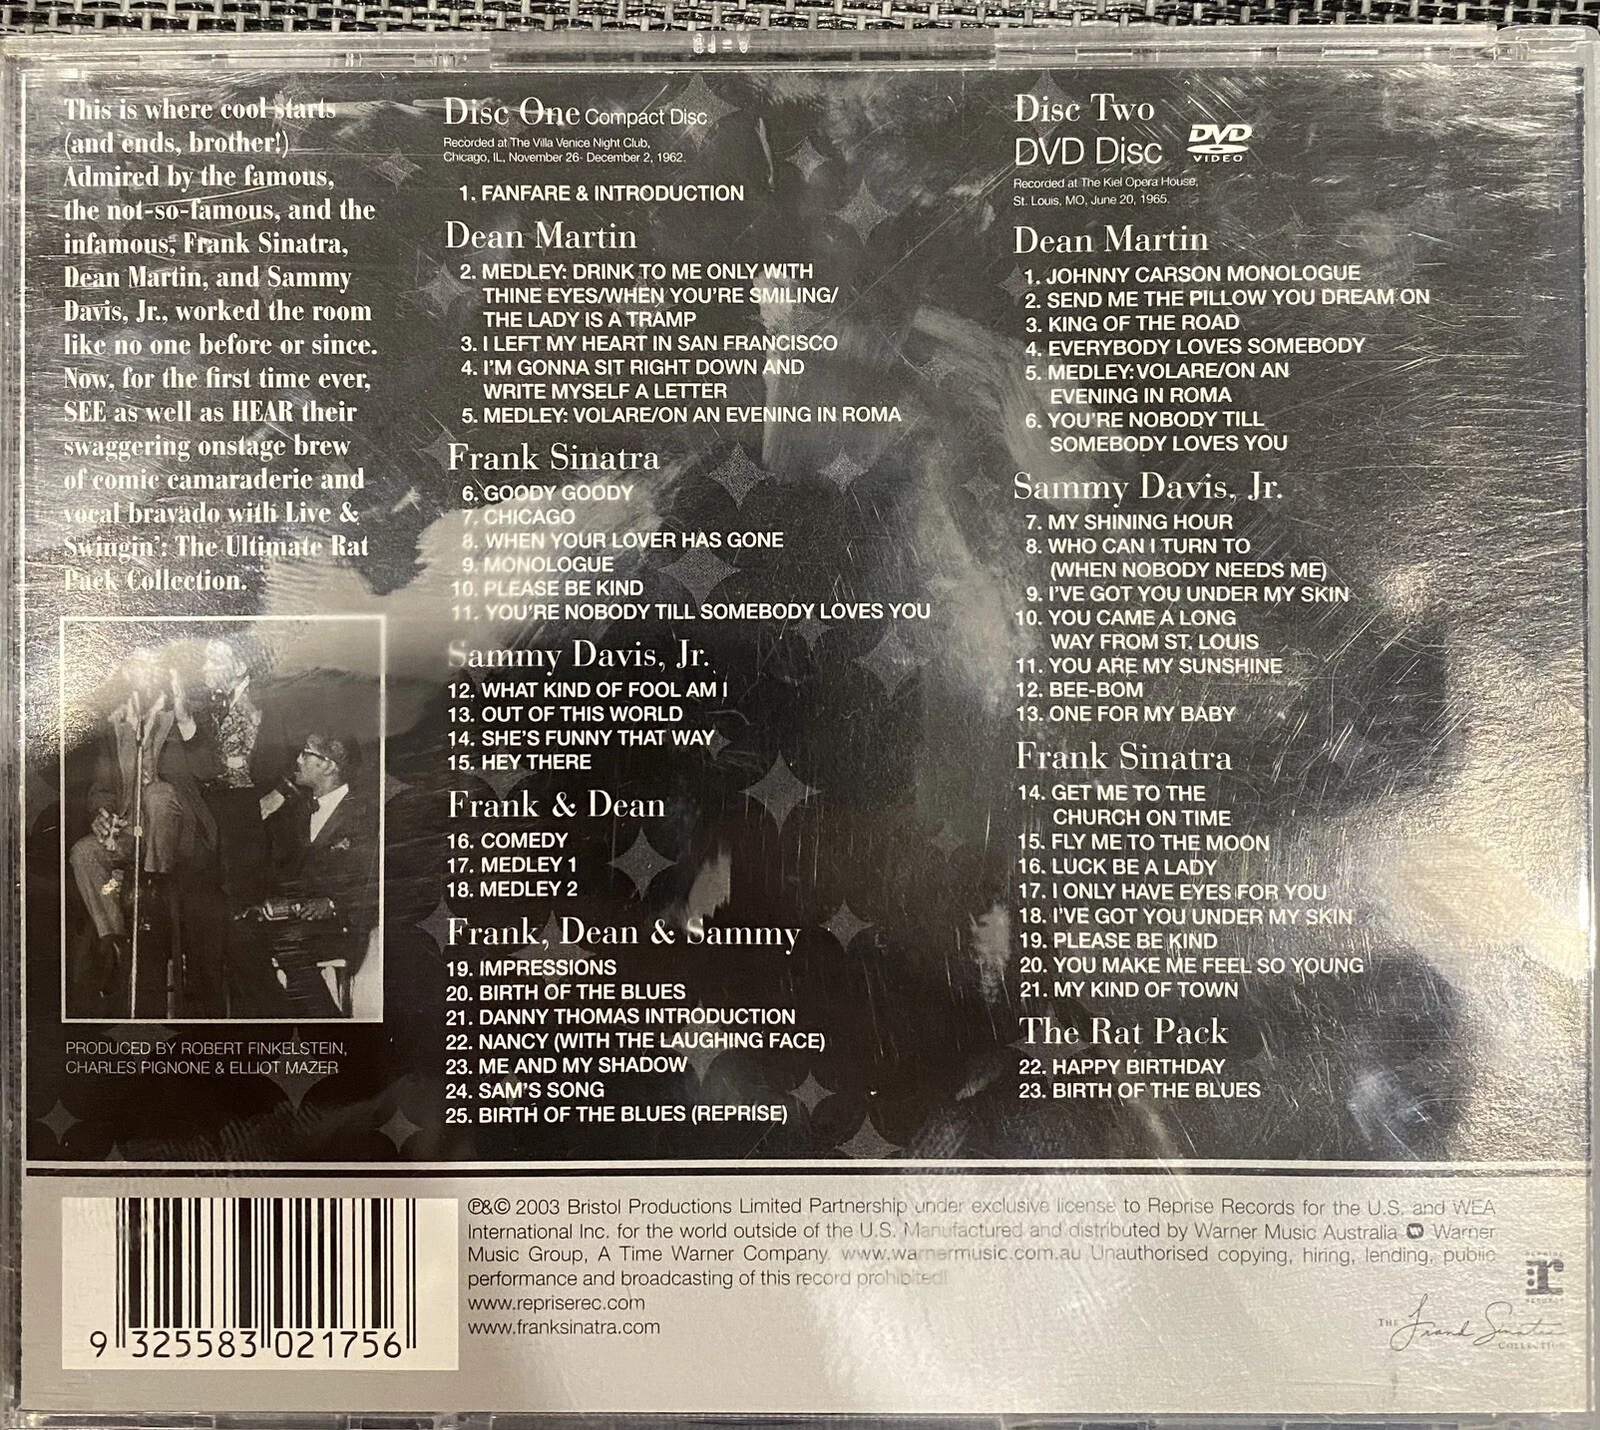 This is where cool starts
(and ends, brother!)
Admired by the famous,
the not-so-famous, and the
infamous; Frank Sinatra,
Dean Martin, and Sammy
Davis, Jr., worked the room
like no one before or since.
Now, for the first time ever,
SEE as well as HEAR their
swaggering onstage brew
of comic camaraderie and
vocal bravado with Live &
Swingin': The Ultimate Rat
Pack Collection.
PRODUCED BY ROBERT FINKELSTEIN,
CHARLES PIGNONE & ELLIOT MAZER
Disc One Compact Disc
Recorded at The Villa Venice Night Club,
Chicago, IL, November 26- December 2, 1962.
1. FANFARE & INTRODUCTION
Dean Martin
2. MEDLEY: DRINK TO ME ONLY WITH
THINE EYES/WHEN YOU'RE SMILING/
THE LADY IS A TRAMP
3. I LEFT MY HEART IN SAN FRANCISCO
4. I'M GONNA SIT RIGHT DOWN AND
WRITE MYSELF A LETTER
5. MEDLEY: VOLARE/ON AN EVENING IN ROMA
Frank Sinatra
6. GOODY GOODY
7. CHICAGO
8. WHEN YOUR LOVER HAS GONE
9. MONOLOGUE
10. PLEASE BE KIND
11. YOU'RE NOBODY TILL SOMEBODY LOVES YOU
Sammy Davis, Jr.
12. WHAT KIND OF FOOL AM I
13. OUT OF THIS WORLD
14. SHE'S FUNNY THAT WAY
15. HEY THERE
Frank & Dean
16. COMEDY
17. MEDLEY 1
18. MEDLEY 2
Frank, Dean & Sammy
19. IMPRESSIONS
20. BIRTH OF THE BLUES
21. DANNY THOMAS INTRODUCTION
22. NANCY (WITH THE LAUGHING FACE)
23. ME AND MY SHADOW
24. SAM'S SONG
25. BIRTH OF THE BLUES (REPRISE)
Disc Two
DVD Disc DVD VIDEO
Recorded at The Kiel Opera House,
St. Louis, MO, June 20, 1965.
Dean Martin
1. JOHNNY CARSON MONOLOGUE
2. SEND ME THE PILLOW YOU DREAM ON
3. KING OF THE ROAD
4. EVERYBODY LOVES SOMEBODY
5. MEDLEY: VOLARE/ON AN
EVENING IN ROMA
6. YOU'RE NOBODY TILL
SOMEBODY LOVES YOU
Sammy Davis, Jr.
7. MY SHINING HOUR
8. WHO CAN I TURN TO
(WHEN NOBODY NEEDS ME)
9. I'VE GOT YOU UNDER MY SKIN
10. YOU CAME A LONG
WAY FROM ST. LOUIS
11. YOU ARE MY SUNSHINE
12. BEE-BOM
13. ONE FOR MY BABY
Frank Sinatra
14. GET ME TO THE
CHURCH ON TIME
15. FLY ME TO THE MOON
16. LUCK BE A LADY
17. I ONLY HAVE EYES FOR YOU
18. I'VE GOT YOU UNDER MY SKIN
19. PLEASE BE KIND
20. YOU MAKE ME FEEL SO YOUNG
21. MY KIND OF TOWN
The Rat Pack
22. HAPPY BIRTHDAY
23. BIRTH OF THE BLUES
9 325583 021756
℗&© 2003 Bristol Productions Limited Partnership under exclusive license to Reprise Records for the U.S. and WEA
International Inc. for the world outside of the U.S. Manufactured and distributed by Warner Music Australia Warner
Music Group, A Time Warner Company. www.warnermusic.com.au Unauthorised copying, hiring, lending, public
performance and broadcasting of this record prohibited!
www.repriserec.com
www.franksinatra.com
REPRISE
:r
RECORDS
THE Frank Sinatra
COLLECTION